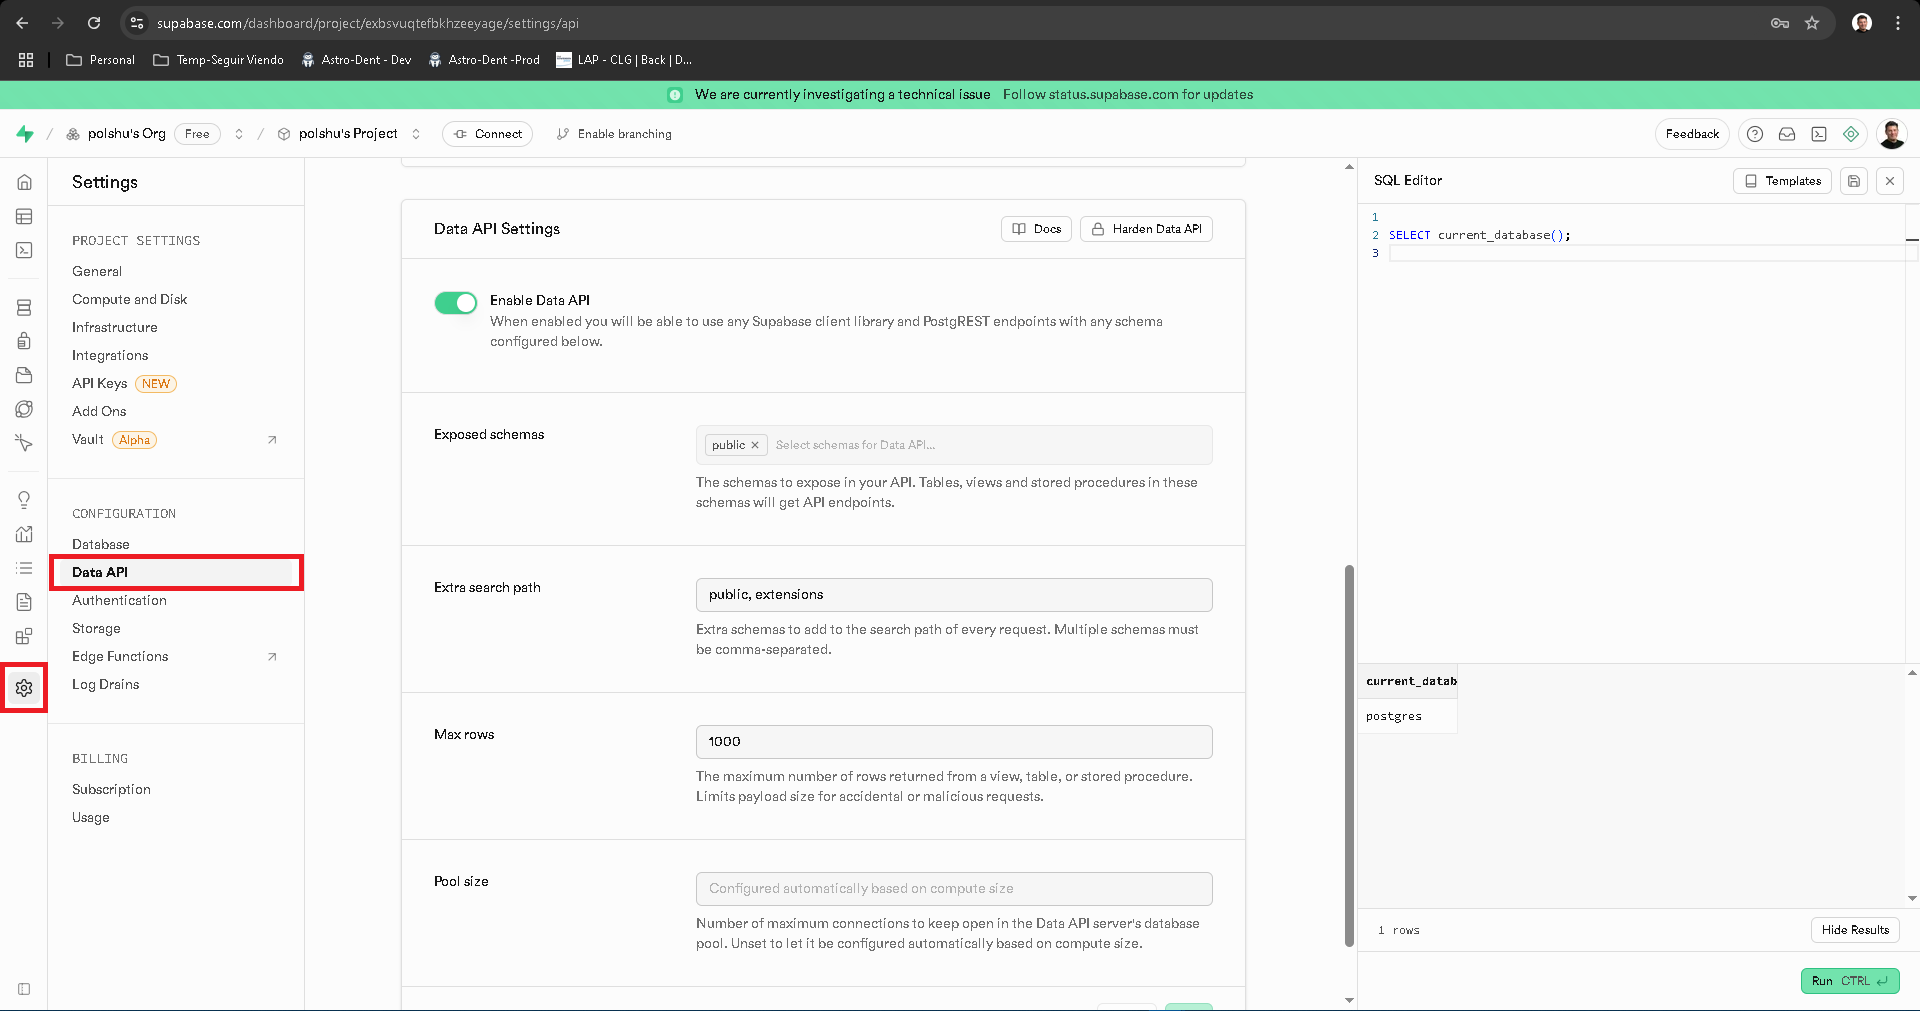 supabase.com/dashboard/project/exbsvuqtefbkhzeeyage/settings/api
Personal
Temp-Seguir Viendo
Astro-Dent - Dev
Astro-Dent -Prod
LAP - CLG | Back | D...
We are currently investigating a technical issue Follow status.supabase.com for updates
/ polshu's Org Free / polshu's Project Connect Enable branching
Feedback
Settings
PROJECT SETTINGS
General
Compute and Disk
Infrastructure
Integrations
API Keys NEW
Add Ons
Vault Alpha
CONFIGURATION
Database
Data API
Authentication
Storage
Edge Functions
Log Drains
BILLING
Subscription
Usage
Data API Settings
Docs
Harden Data API
Enable Data API
When enabled you will be able to use any Supabase client library and PostgREST endpoints with any schema
configured below.
Exposed schemas
public
Select schemas for Data API...
The schemas to expose in your API. Tables, views and stored procedures in these
schemas will get API endpoints.
Extra search path
public, extensions
Extra schemas to add to the search path of every request. Multiple schemas must
be comma-separated.
Max rows
1000
The maximum number of rows returned from a view, table, or stored procedure.
Limits payload size for accidental or malicious requests.
Pool size
Configured automatically based on compute size
Number of maximum connections to keep open in the Data API server's database
pool. Unset to let it be configured automatically based on compute size.
SQL Editor
Templates
1
2 SELECT current_database();
3
current_datab
postgres
1 rows
Hide Results
Run CTRL